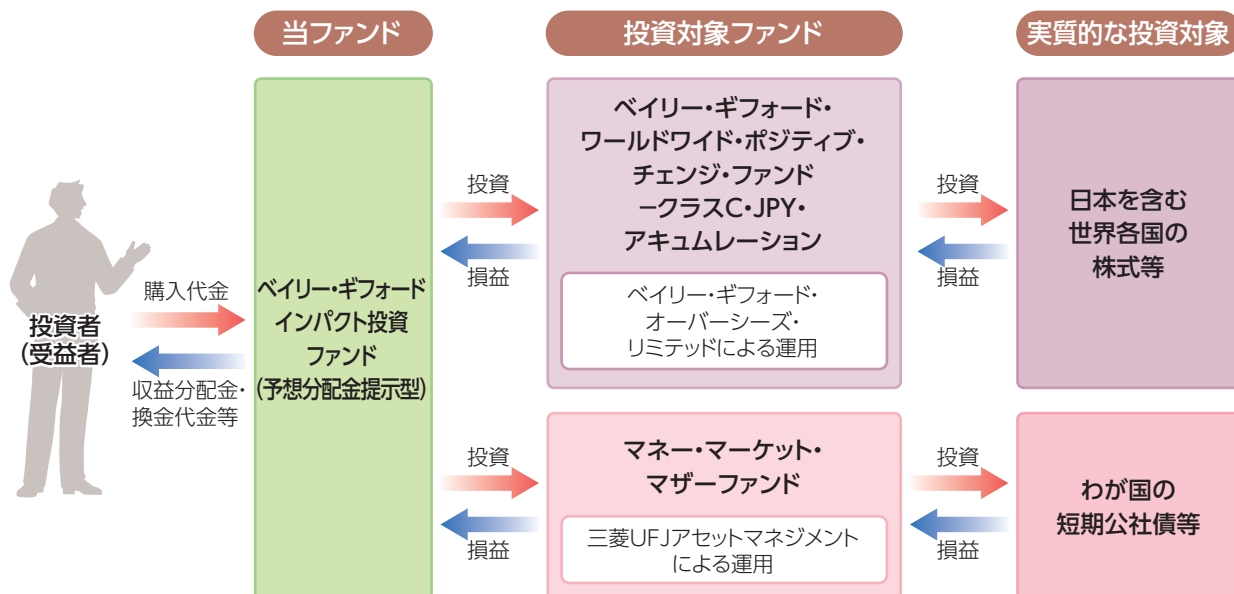 当ファンド
投資対象ファンド
実質的な投資対象
投資者
(受益者)
購入代金
収益分配金・
換金代金等
ベイリー・ギフォード
インパクト投資
ファンド
(予想分配金提示型)
投資
損益
ベイリー・ギフォード・
ワールドワイド・ポジティブ・
チェンジ・ファンド
−クラスC・JPY・
アキュムレーション
ベイリー・ギフォード・
オーバーシーズ・
リミテッドによる運用
投資
損益
日本を含む
世界各国の
株式等
投資
損益
マネー・マーケット・
マザーファンド
三菱UFJアセットマネジメント
による運用
投資
損益
わが国の
短期公社債等